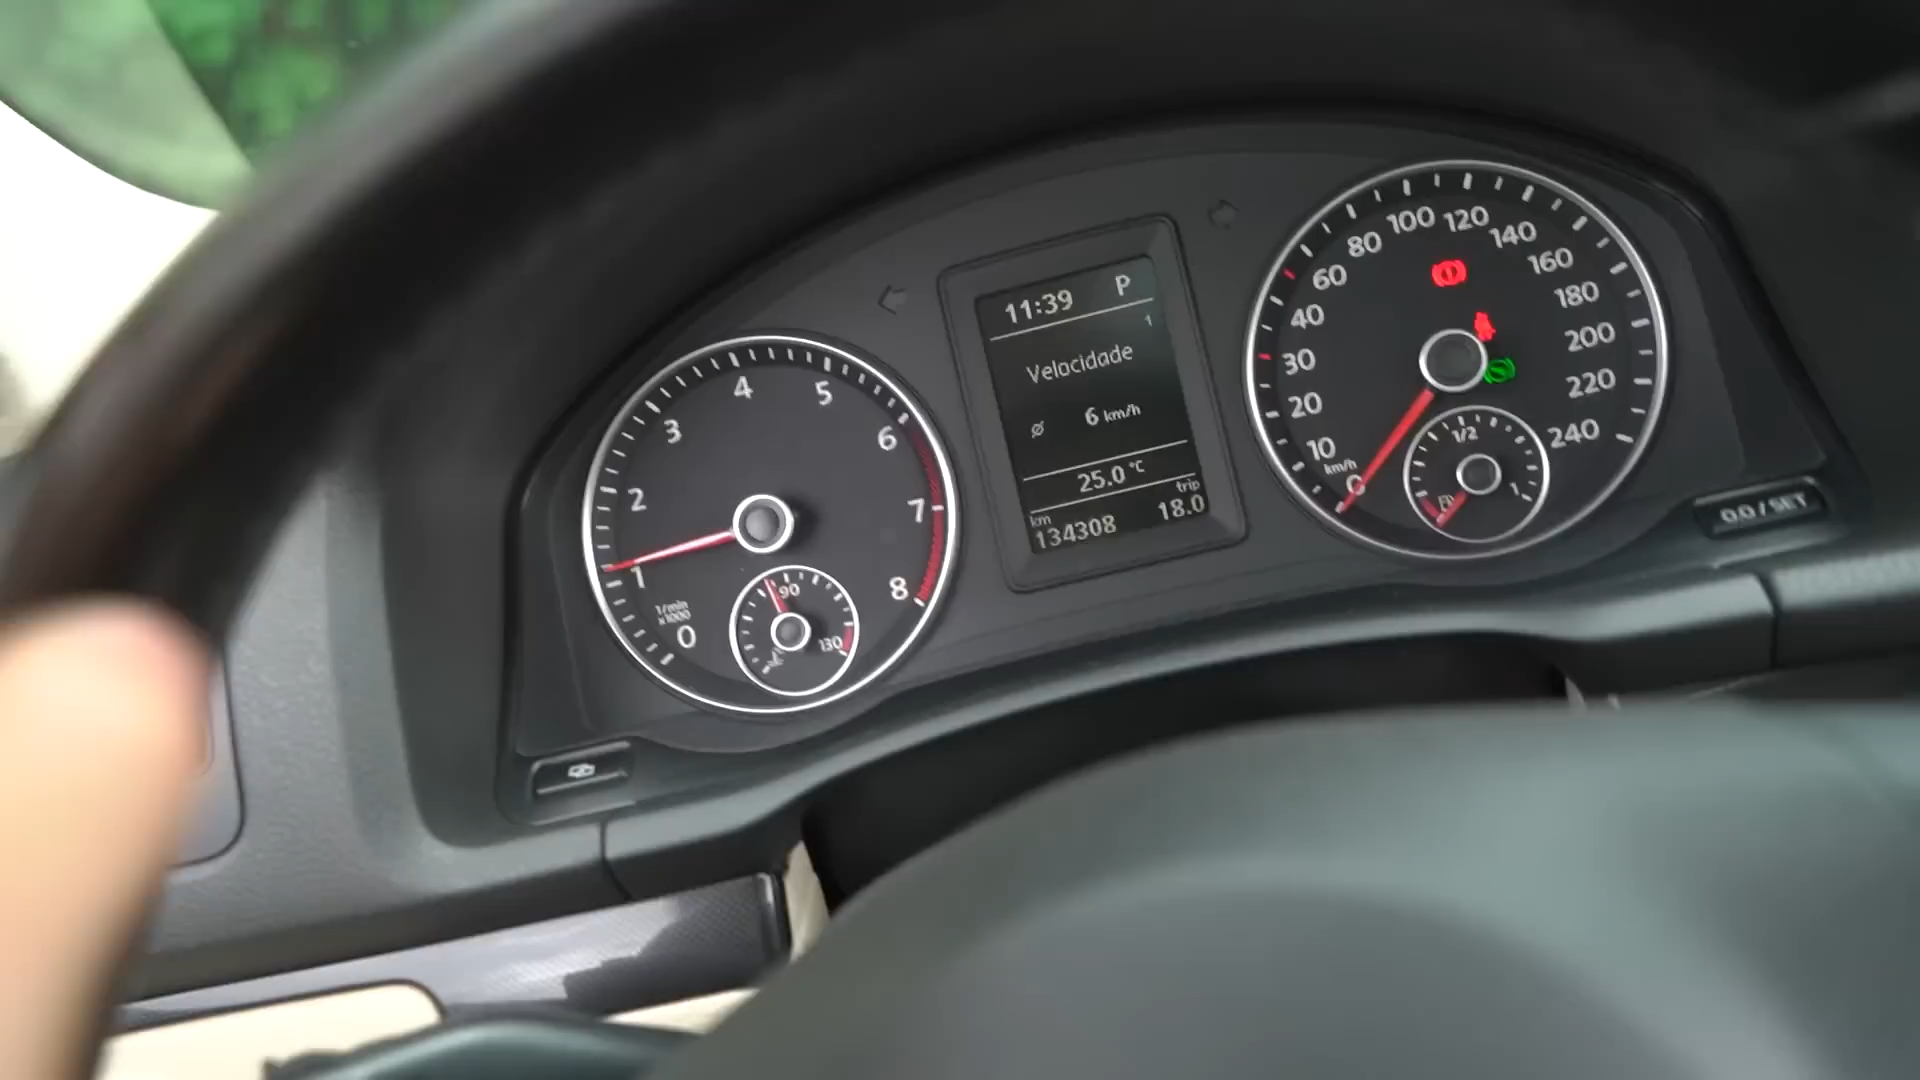 11:39 P
1
Velocidade
ø 6 km/h
25.0 °C
km trip
134308 18.0
0 1 2 3 4 5 6 7 8
1/min
x1000
90
130
0 10 20 30 40 60 80 100 120 140 160 180 200 220 240
km/h
1/2
1
0.0 / SET